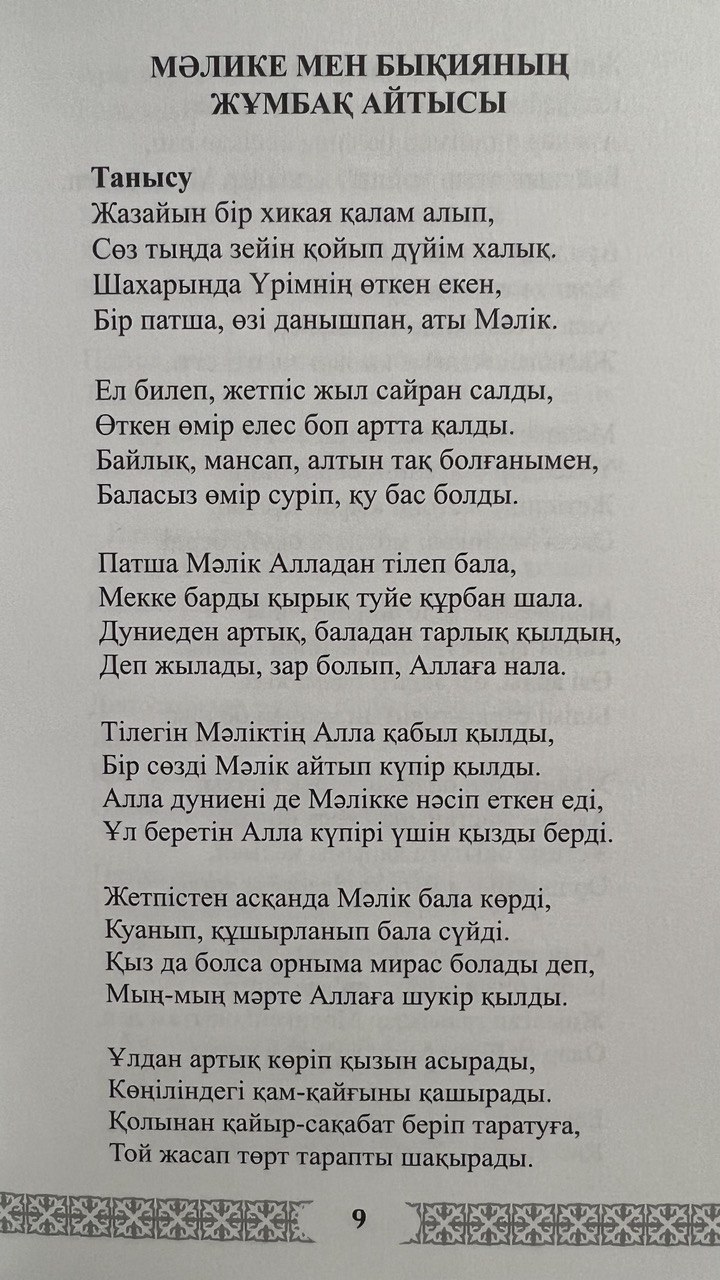 МӘЛИКЕ МЕН БЫҚИЯНЫҢ
ЖҰМБАҚ АЙТЫСЫ
Танысу
Жазайын бір хикая қалам алып,
Сөз тыңда зейін қойып дүйім халық.
Шахарында Үрімнің өткен екен,
Бір патша, өзі данышпан, аты Мәлік.
Ел билеп, жетпіс жыл сайран салды,
Өткен өмір елес боп артта қалды.
Байлық, мансап, алтын тақ болғанымен,
Баласыз өмір суріп, қу бас болды.
Патша Мәлік Алладан тілеп бала,
Мекке барды қырық туйе құрбан шала.
Дуниеден артық, баладан тарлық қылдың,
Деп жылады, зар болып, Аллаға нала.
Тілегін Мәліктің Алла қабыл қылды,
Бір сөзді Мәлік айтып күпір қылды.
Алла дуниені де Мәлікке нәсіп еткен еді,
Ұл беретін Алла күпірі үшін қызды берді.
Жетпістен асқанда Мәлік бала көрді,
Куанып, құшырланып бала сүйді.
Қыз да болса орныма мирас болады деп,
Мың-мың мәрте Аллаға шукір қылды.
Ұлдан артық көріп қызын асырады,
Көңіліндегі қам-қайғыны қашырады.
Қолынан қайыр-сақабат беріп таратуға,
Той жасап төрт тарапты шақырады.
9